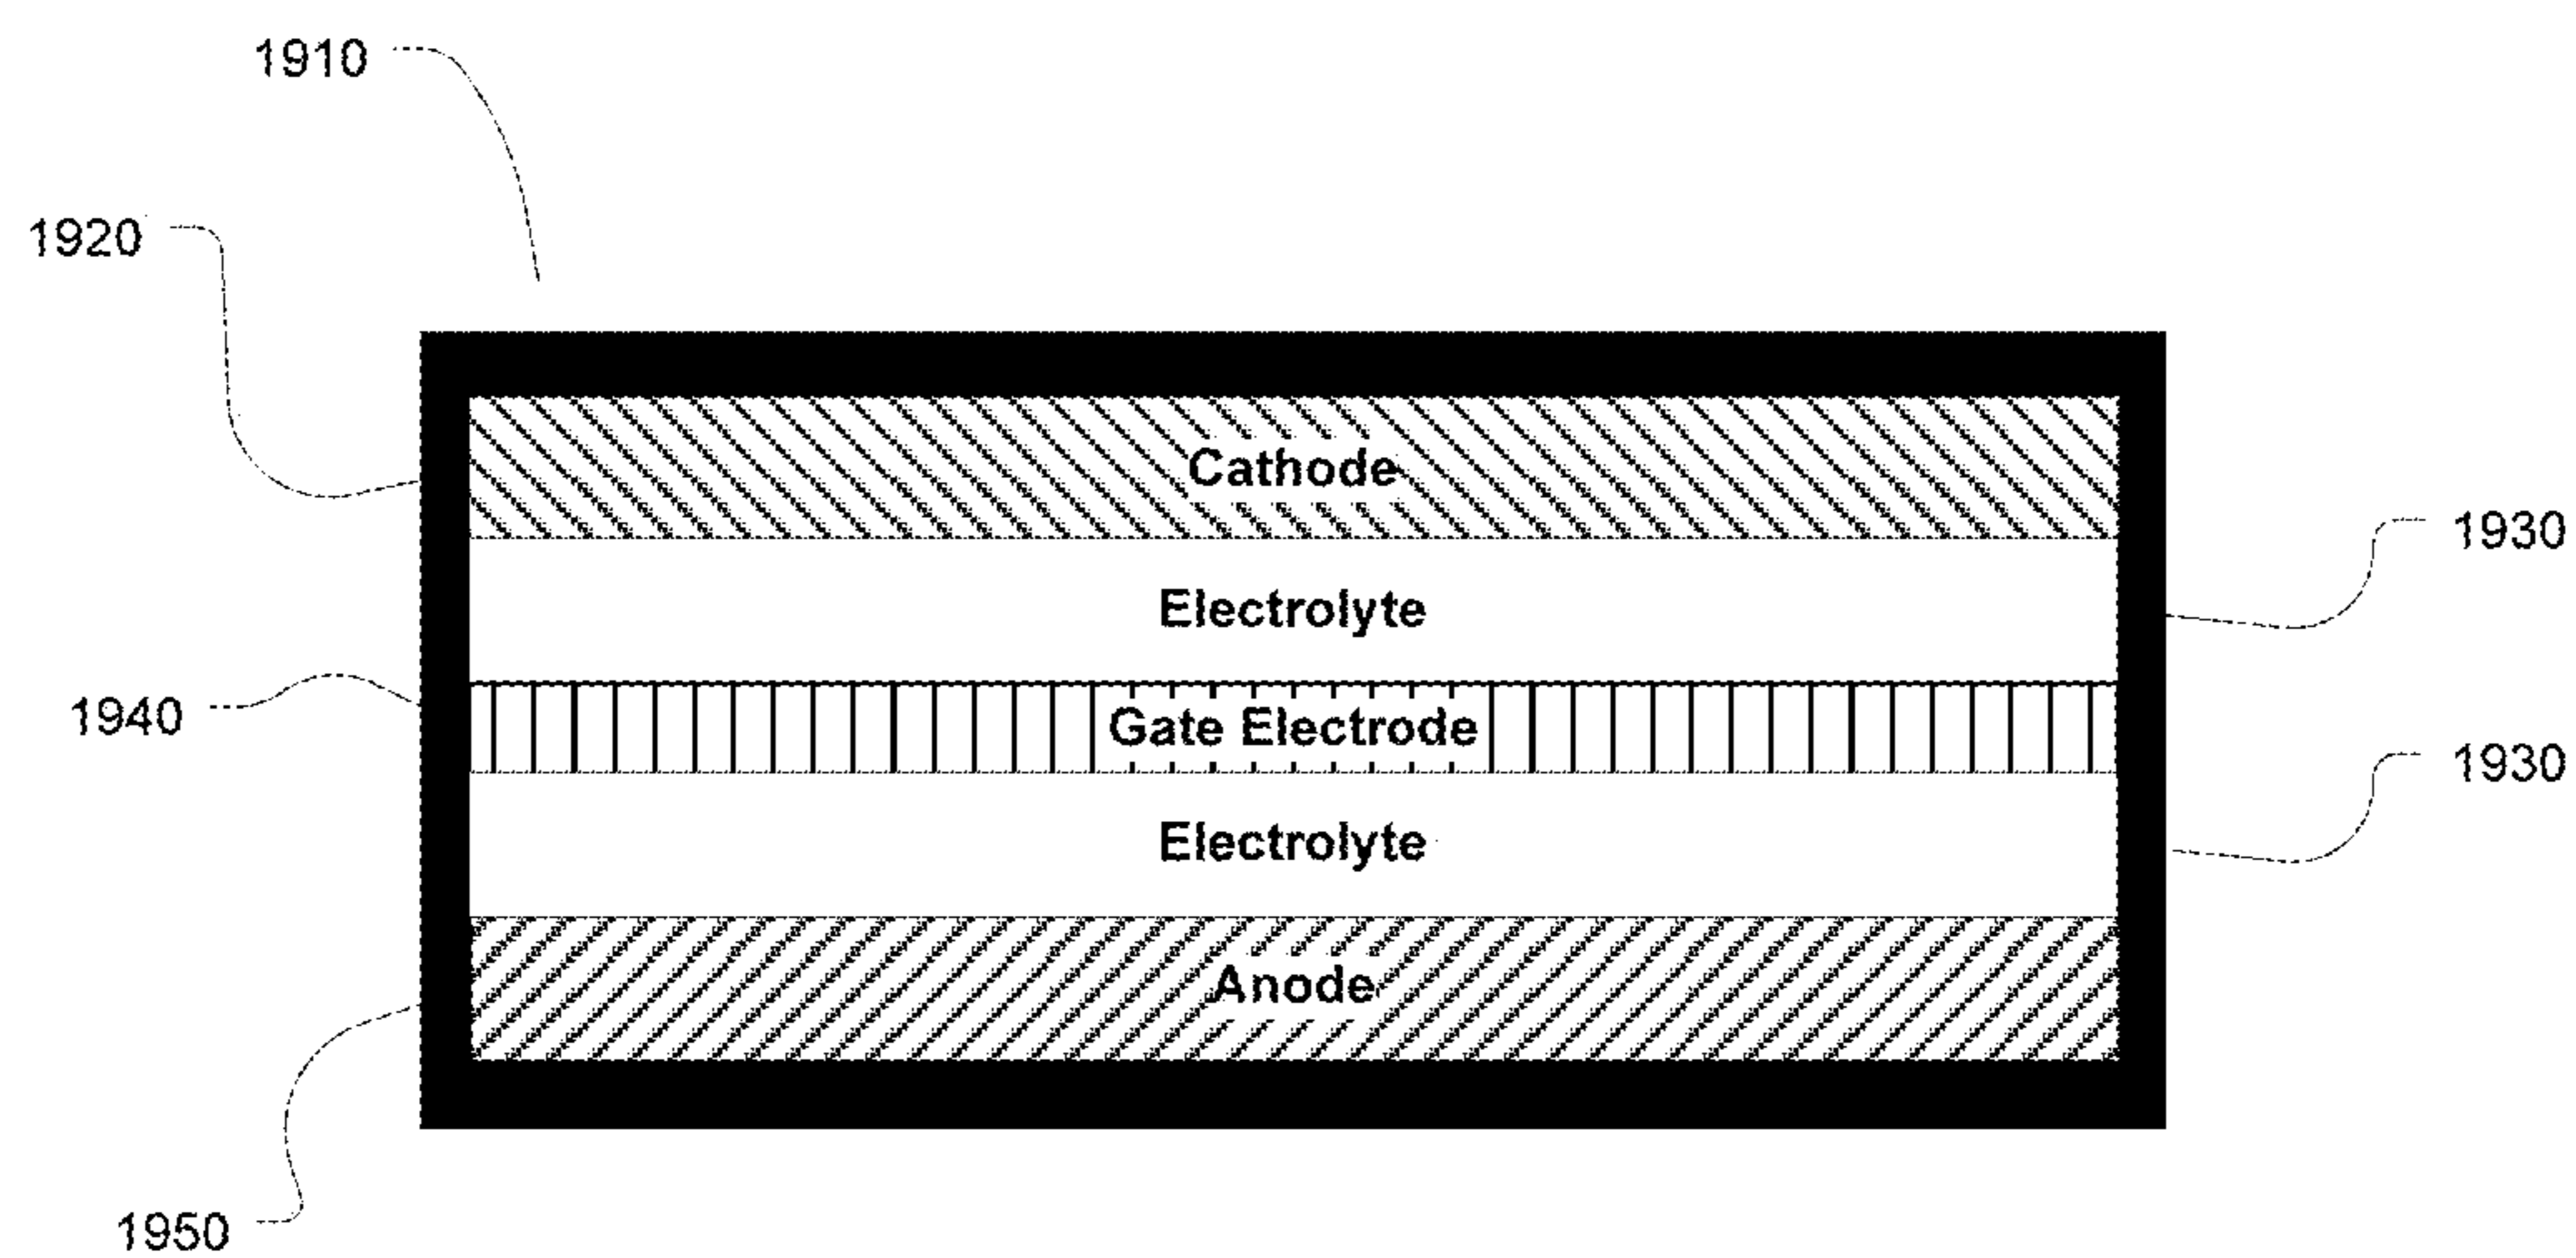 1910
1920
Cathode
1930
Electrolyte
1940
Gate Electrode
1930
Electrolyte
Anode
1950